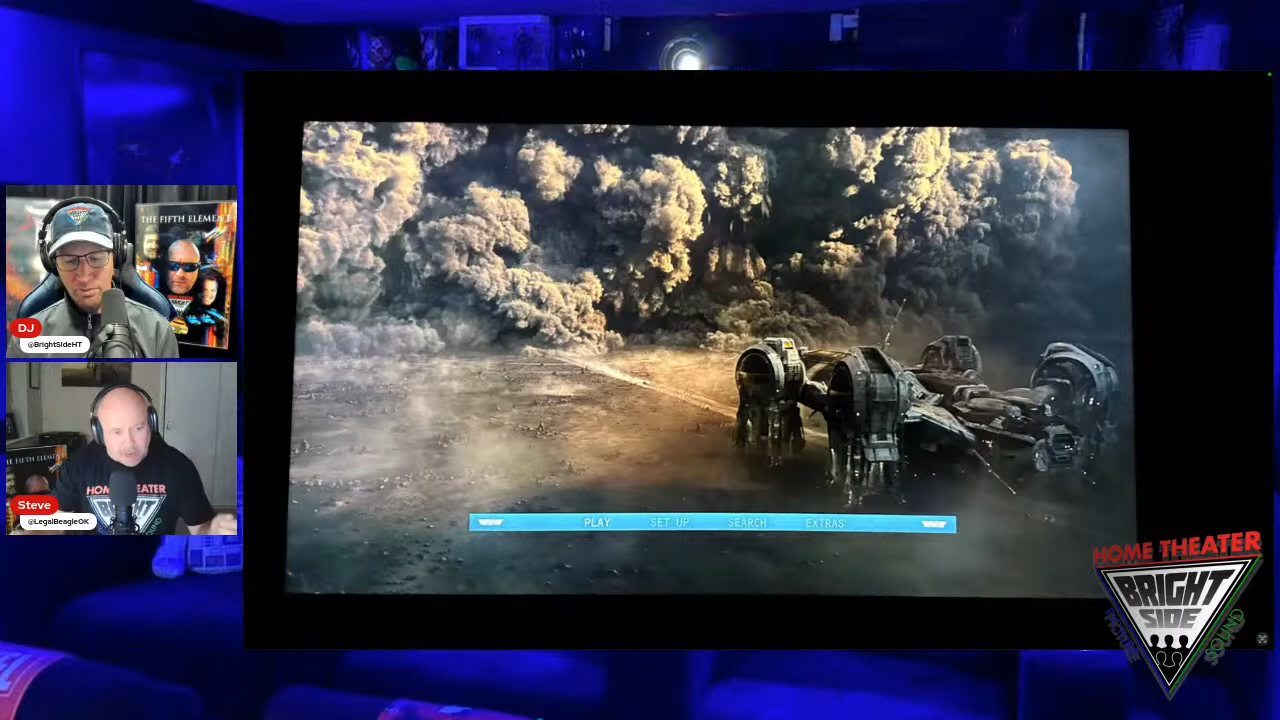 THE FIFTH ELEMENT
DJ
@BrightSideHT
HOME THEATER
BRIGHT
Steve
@LegalBeagleOK
PLAY SET UP SEARCH EXTRAS
HOME THEATER
BRIGHT
SIDE
PICTURE
SOUND